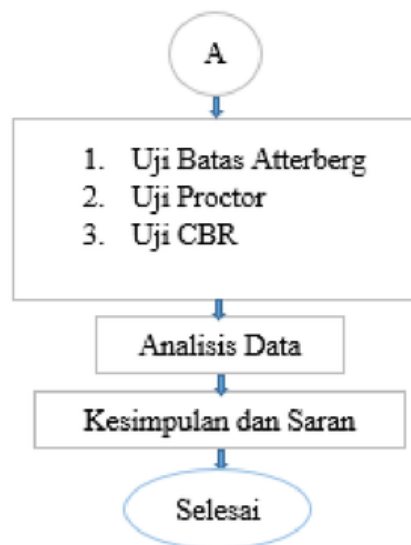 A
1. Uji Batas Atterberg
2. Uji Proctor
3. Uji CBR
Analisis Data
Kesimpulan dan Saran
Selesai